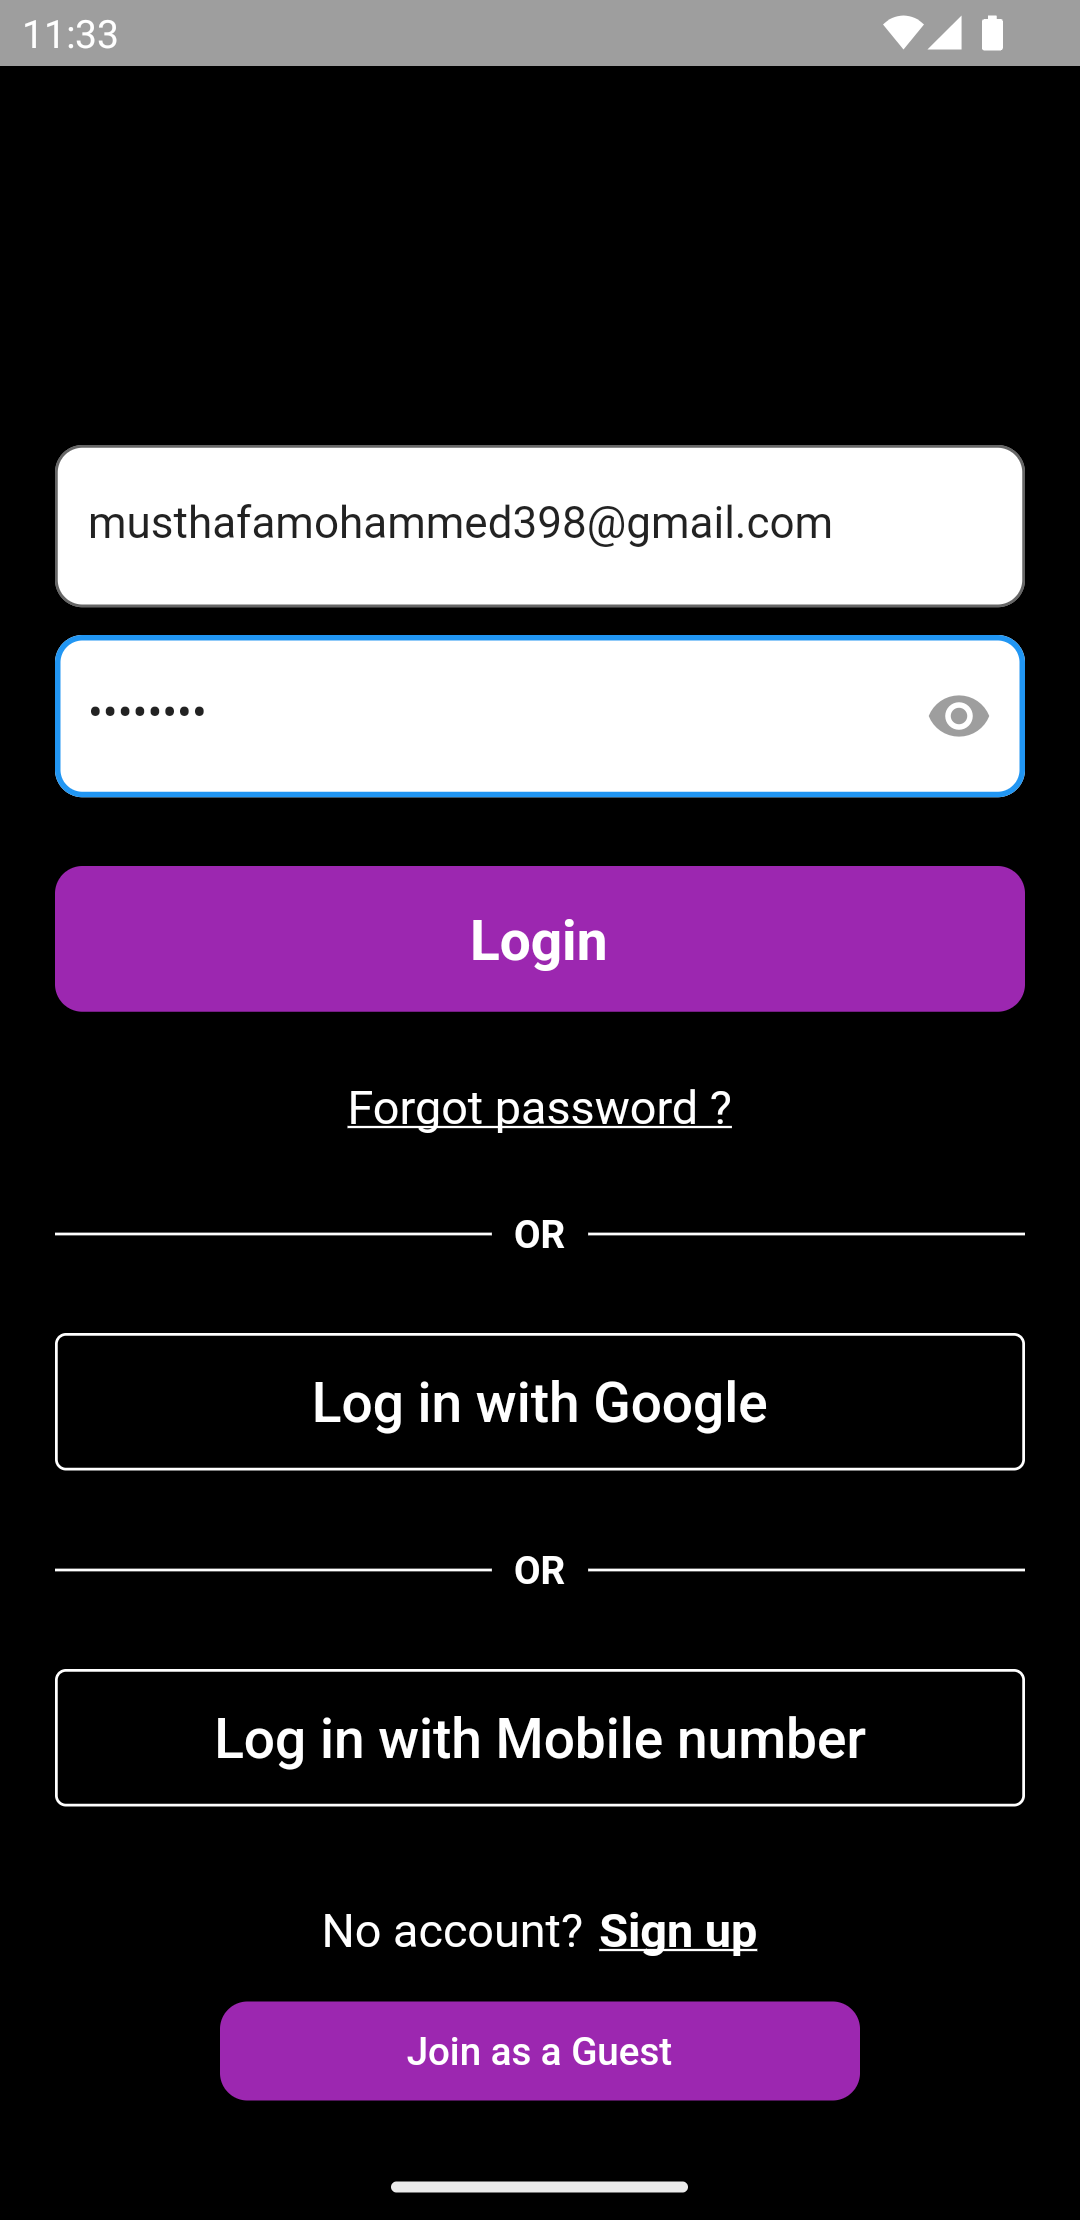 11:33
musthafamohammed398@gmail.com
••••••••
Login
Forgot password ?
OR
Log in with Google
OR
Log in with Mobile number
No account? Sign up
Join as a Guest